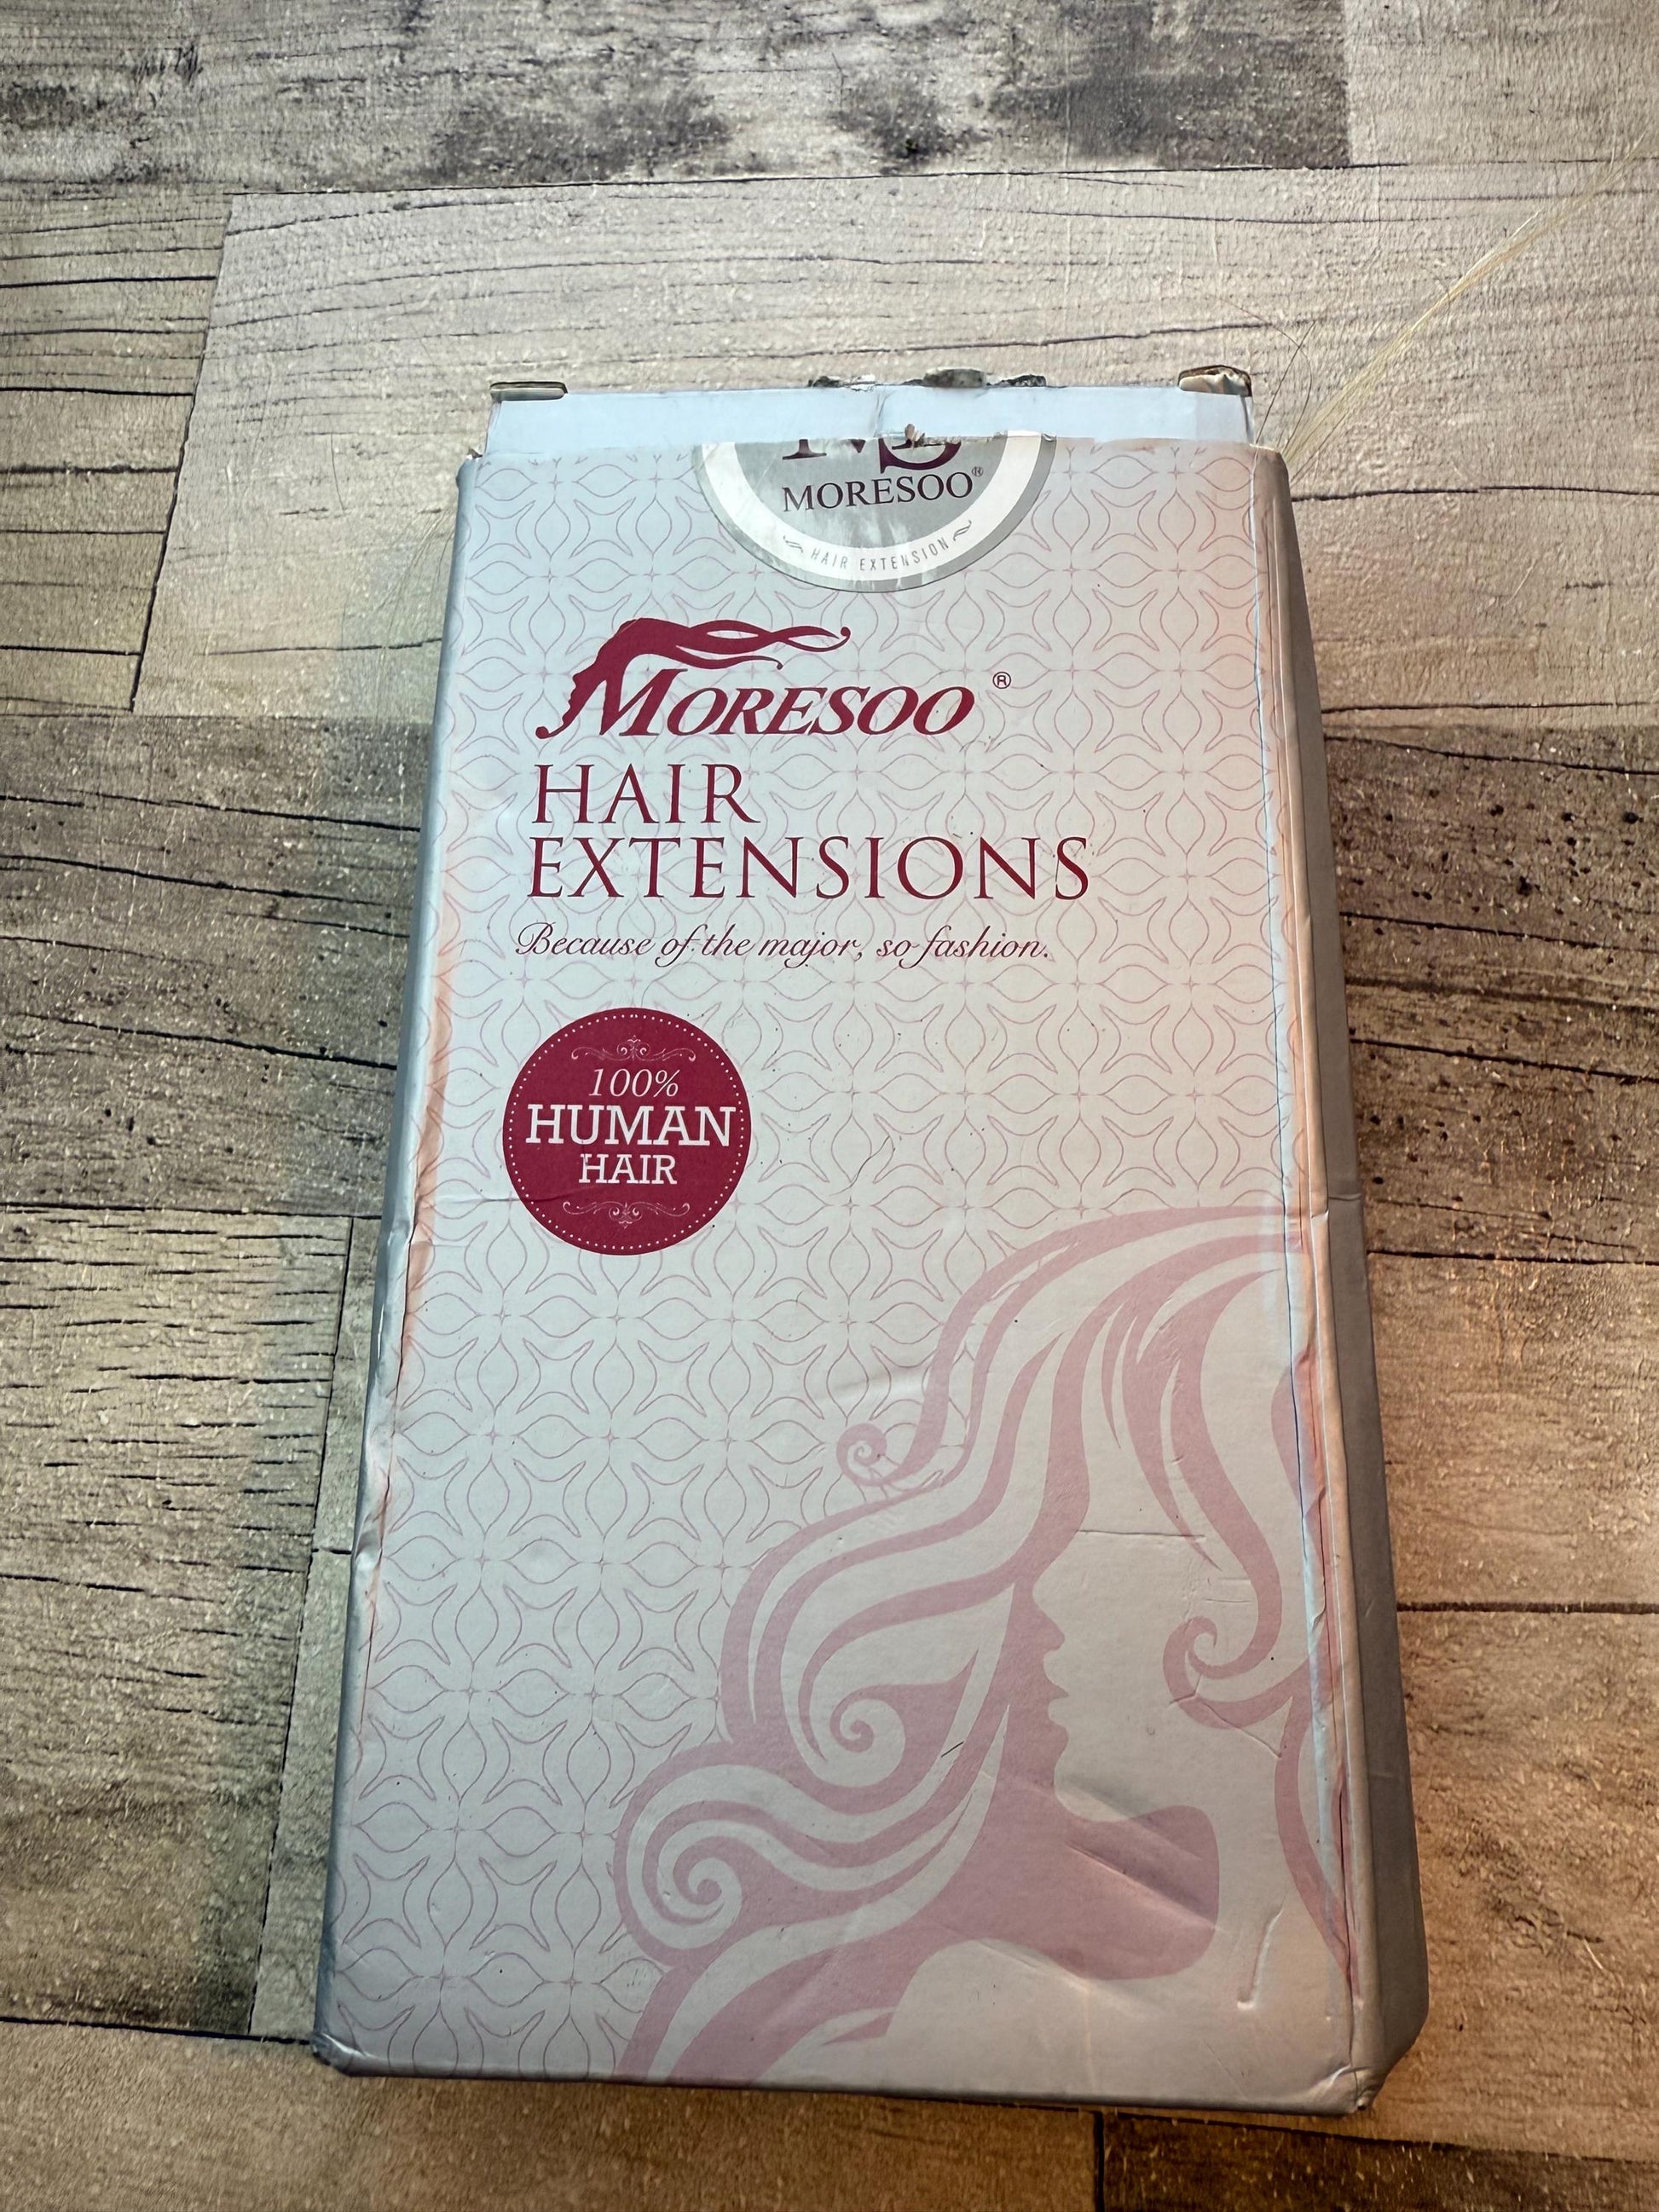 MORESOO®
HAIR EXTENSION
MORESOO®
HAIR
EXTENSIONS
Because of the major, so fashion.
100%
HUMAN
HAIR